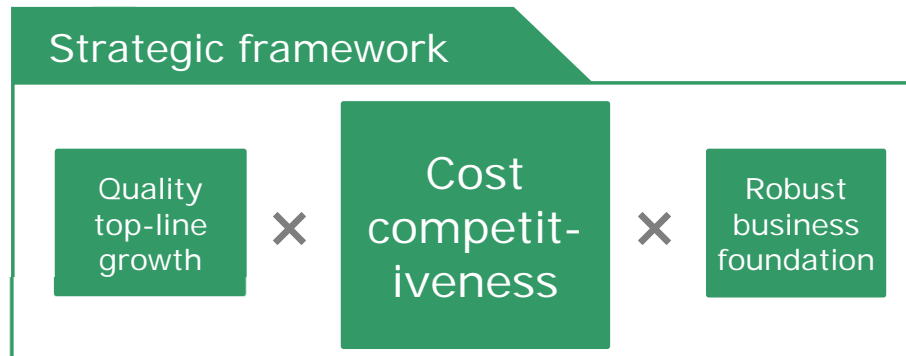 Strategic framework
Quality
top-line
growth
×
Cost
competit-
iveness
×
Robust
business
foundation